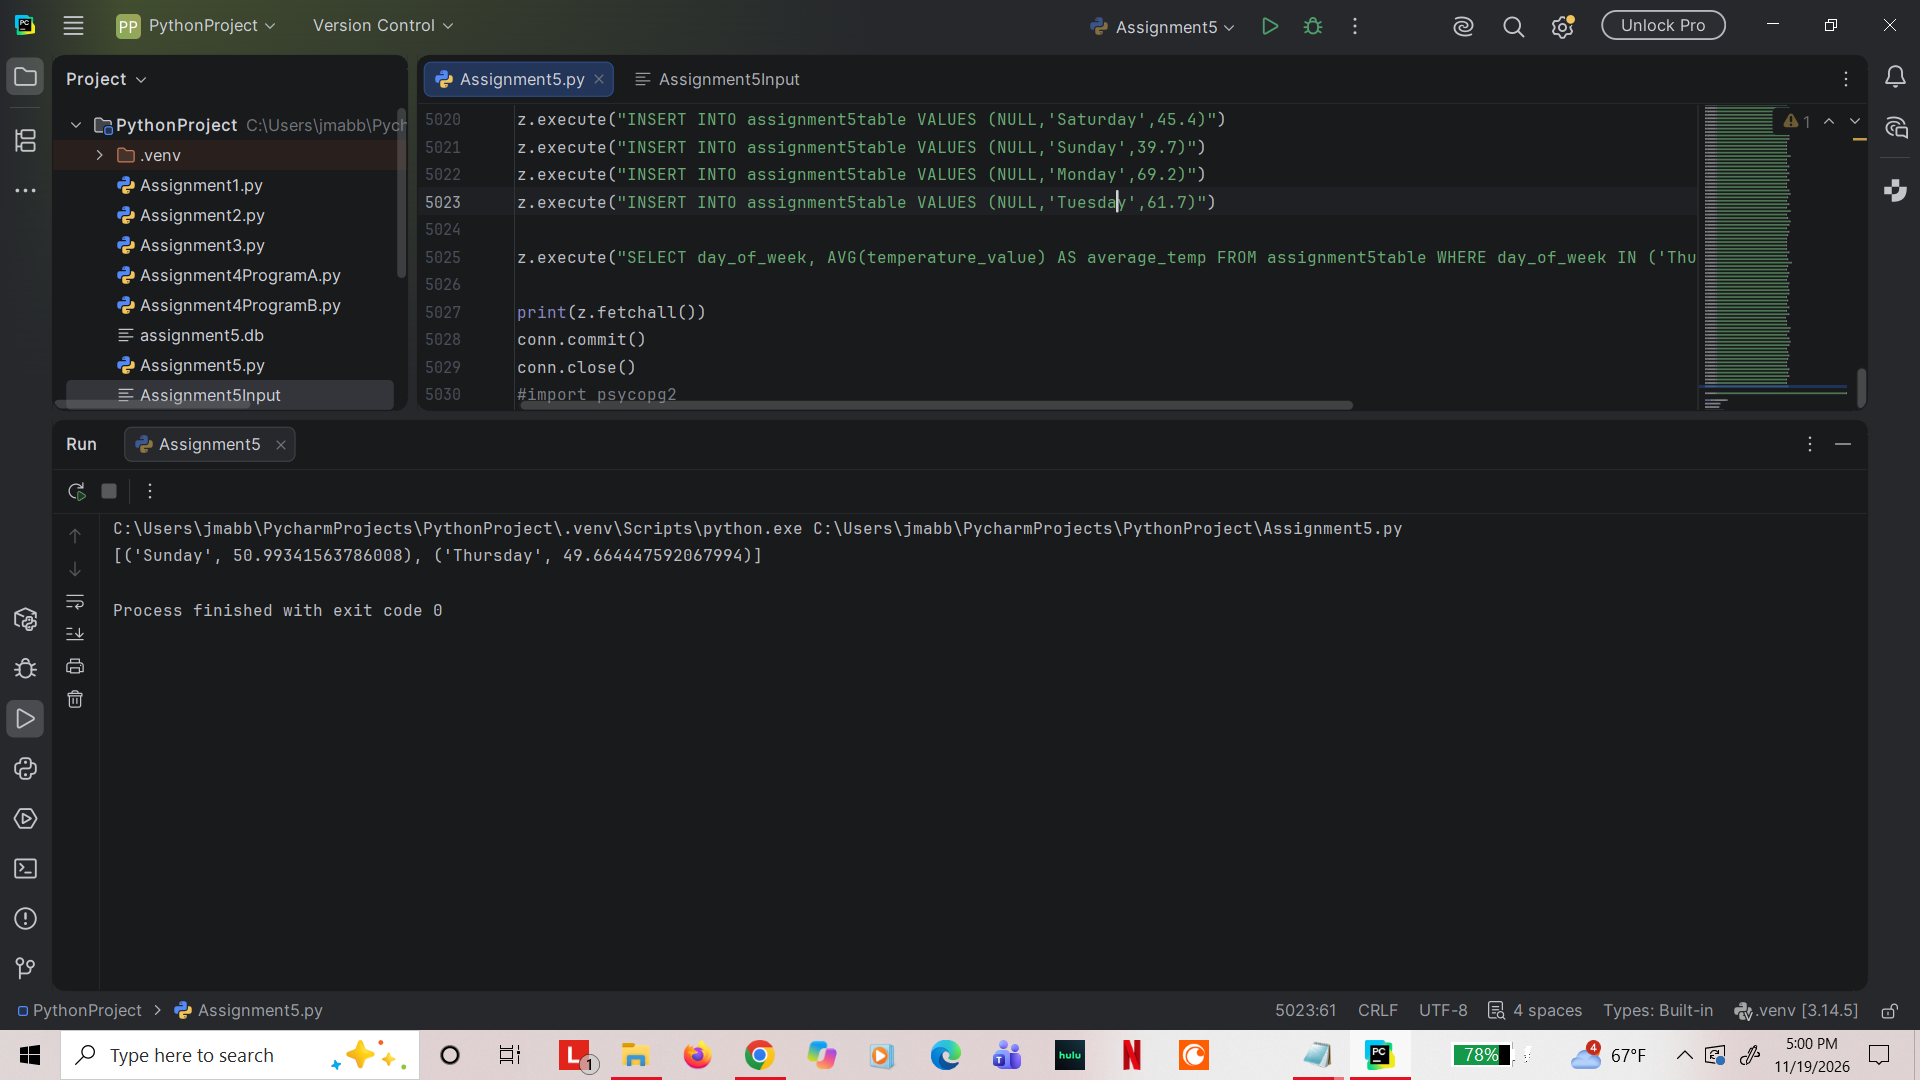 PP PythonProject Version Control Assignment5 Unlock Pro
Project
PythonProject C:\Users\jmabb\Pych
.venv
Assignment1.py
Assignment2.py
Assignment3.py
Assignment4ProgramA.py
Assignment4ProgramB.py
assignment5.db
Assignment5.py
Assignment5Input
Assignment5.py Assignment5Input
5020 z.execute("INSERT INTO assignment5table VALUES (NULL,'Saturday',45.4)")
5021 z.execute("INSERT INTO assignment5table VALUES (NULL,'Sunday',39.7)")
5022 z.execute("INSERT INTO assignment5table VALUES (NULL,'Monday',69.2)")
5023 z.execute("INSERT INTO assignment5table VALUES (NULL,'Tuesday',61.7)")
5024
5025 z.execute("SELECT day_of_week, AVG(temperature_value) AS average_temp FROM assignment5table WHERE day_of_week IN ('Thu
5026
5027 print(z.fetchall())
5028 conn.commit()
5029 conn.close()
5030 #import psycopg2
1
Run Assignment5
C:\Users\jmabb\PycharmProjects\PythonProject\.venv\Scripts\python.exe C:\Users\jmabb\PycharmProjects\PythonProject\Assignment5.py
[('Sunday', 50.99341563786008), ('Thursday', 49.664447592067994)]
Process finished with exit code 0
PythonProject Assignment5.py 5023:61 CRLF UTF-8 4 spaces Types: Built-in .venv [3.14.5]
Type here to search L 1 hulu N PC 78% 4 67°F 5:00 PM
11/19/2026